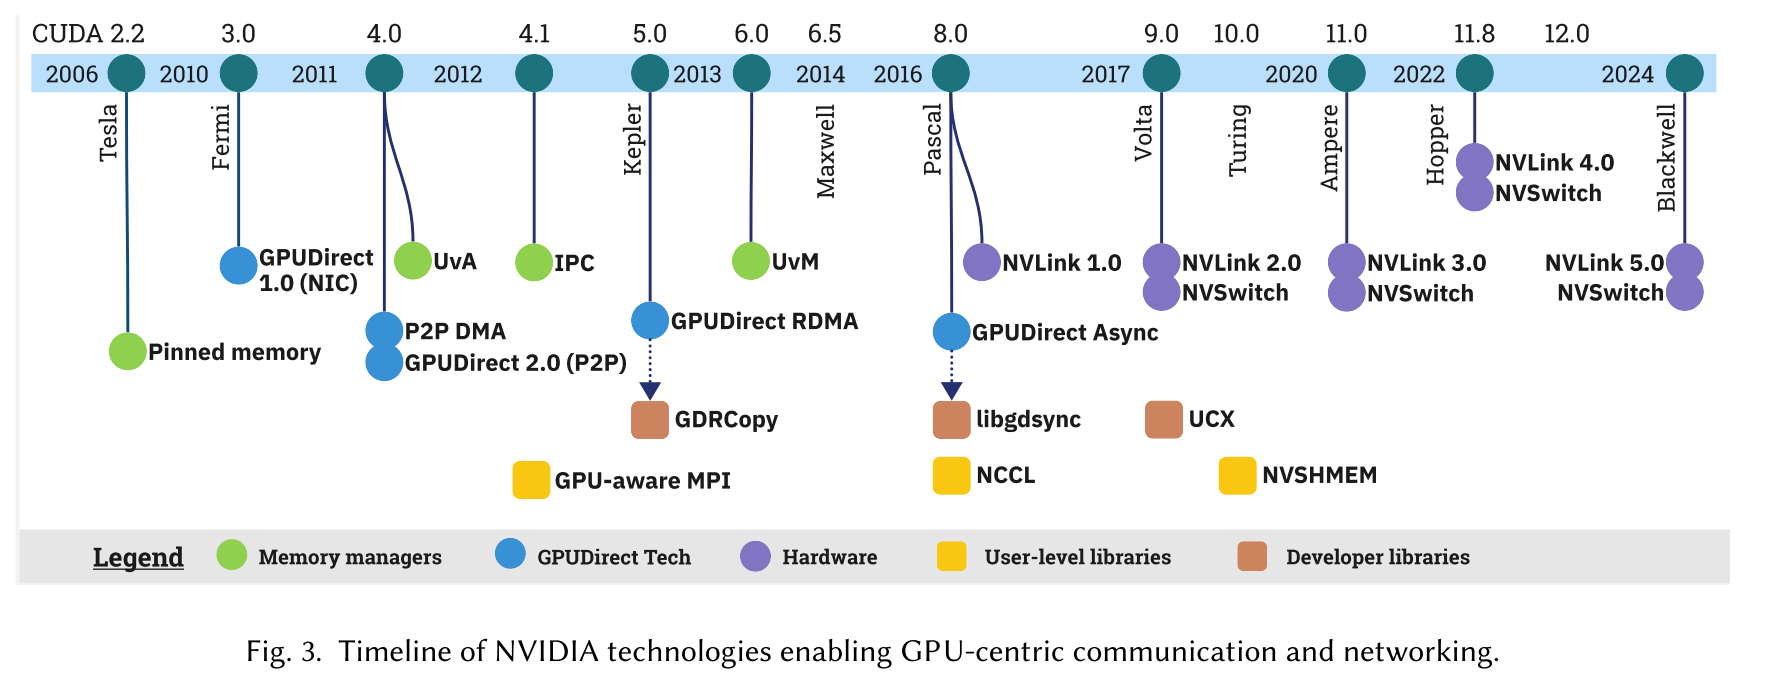 CUDA 2.2 3.0 4.0 4.1 5.0 6.0 6.5 8.0 9.0 10.0 11.0 11.8 12.0
2006 2010 2011 2012 2013 2014 2016 2017 2020 2022 2024
Tesla
Fermi
Kepler
Maxwell
Pascal
Volta
Turing
Ampere
Hopper
Blackwell
NVLink 4.0
NVSwitch
GPUDirect
1.0 (NIC)
UvA
IPC
UvM
NVLink 1.0
NVLink 2.0
NVSwitch
NVLink 3.0
NVSwitch
NVLink 5.0
NVSwitch
Pinned memory
P2P DMA
GPUDirect 2.0 (P2P)
GPUDirect RDMA
GPUDirect Async
GDRCopy
libgdsync
UCX
GPU-aware MPI
NCCL
NVSHMEM
Legend Memory managers GPUDirect Tech Hardware User-level libraries Developer libraries
Fig. 3. Timeline of NVIDIA technologies enabling GPU-centric communication and networking.